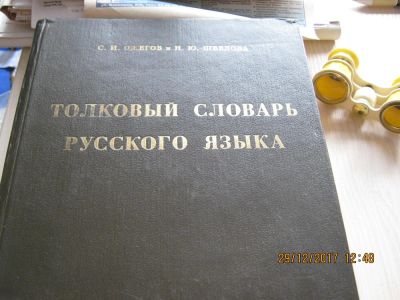 С. И. ОЖЕГОВ и Н. Ю. ШВЕДОВА
ТОЛКОВЫЙ СЛОВАРЬ
РУССКОГО ЯЗЫКА
29/12/2017 12:48